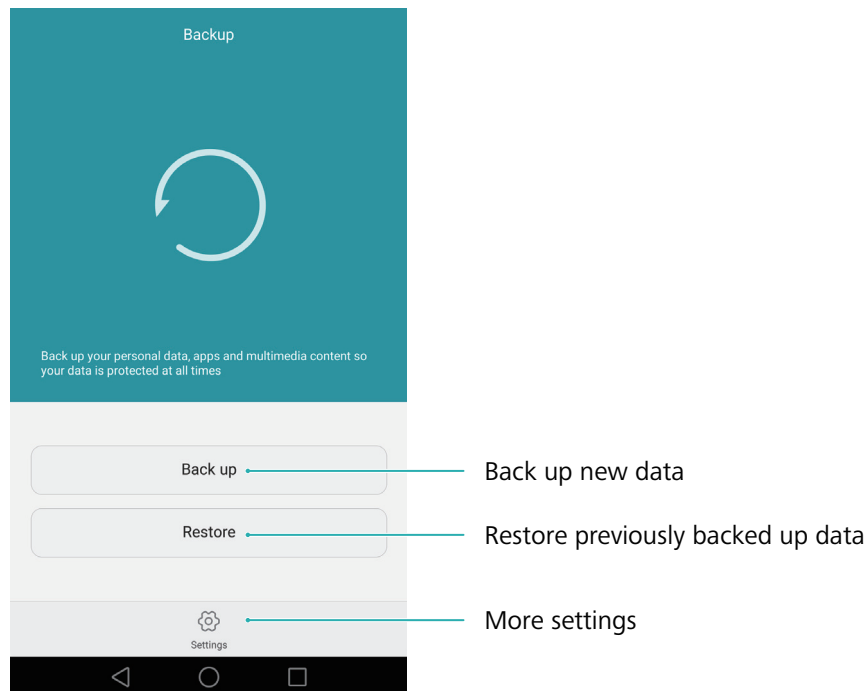 Backup
Back up your personal data, apps and multimedia content so
your data is protected at all times
Back up
Back up new data
Restore
Restore previously backed up data
More settings
Settings